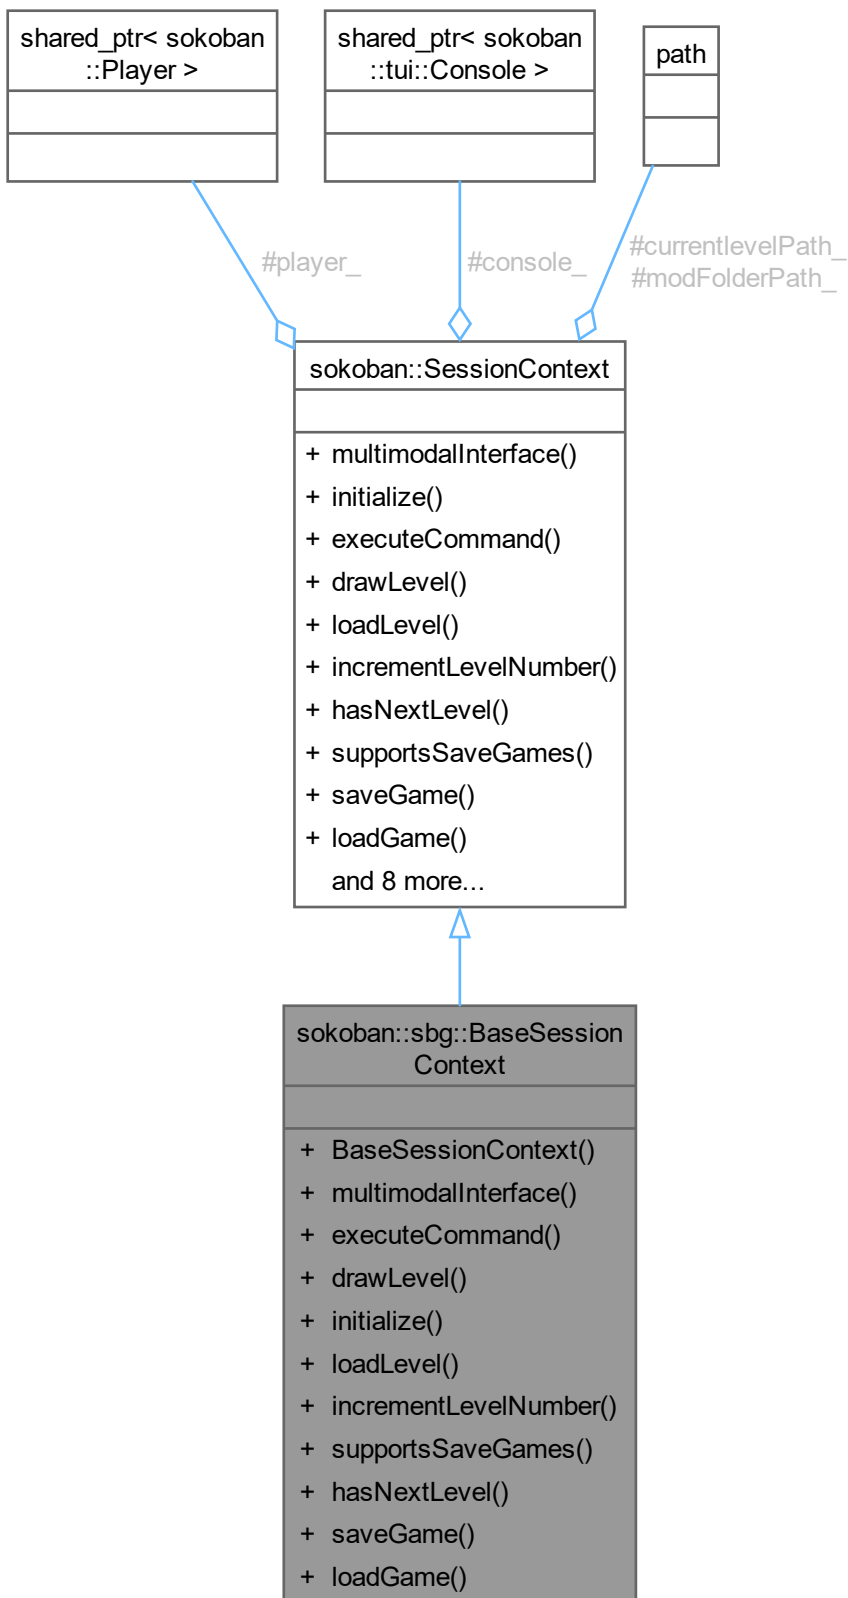 shared_ptr< sokoban
::Player >
shared_ptr< sokoban
::tui::Console >
path
#player_
#console_
#currentlevelPath_
#modFolderPath_
sokoban::SessionContext
+ multimodalInterface()
+ initialize()
+ executeCommand()
+ drawLevel()
+ loadLevel()
+ incrementLevelNumber()
+ hasNextLevel()
+ supportsSaveGames()
+ saveGame()
+ loadGame()
and 8 more...
sokoban::sbg::BaseSession
Context
+ BaseSessionContext()
+ multimodalInterface()
+ executeCommand()
+ drawLevel()
+ initialize()
+ loadLevel()
+ incrementLevelNumber()
+ supportsSaveGames()
+ hasNextLevel()
+ saveGame()
+ loadGame()